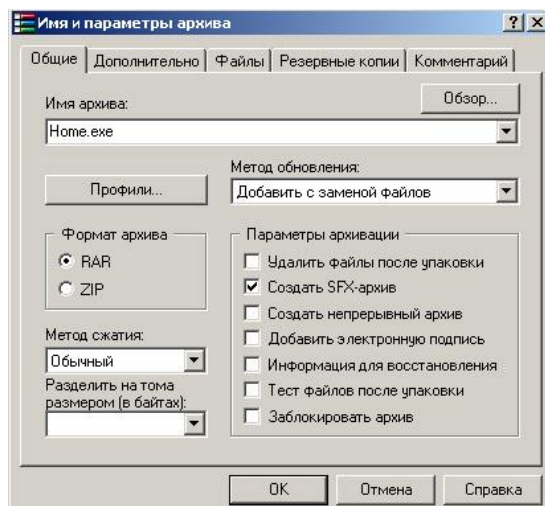 Имя и параметры архива
Общие Дополнительно Файлы Резервные копии Комментарий
Имя архива:
Обзор...
Home.exe
Метод обновления:
Профили...
Добавить с заменой файлов
Формат архива
RAR
ZIP
Параметры архивации
Удалить файлы после упаковки
Создать SFX-архив
Создать непрерывный архив
Добавить электронную подпись
Информация для восстановления
Тест файлов после упаковки
Заблокировать архив
Метод сжатия:
Обычный
Разделить на тома
размером (в байтах):
OK Отмена Справка